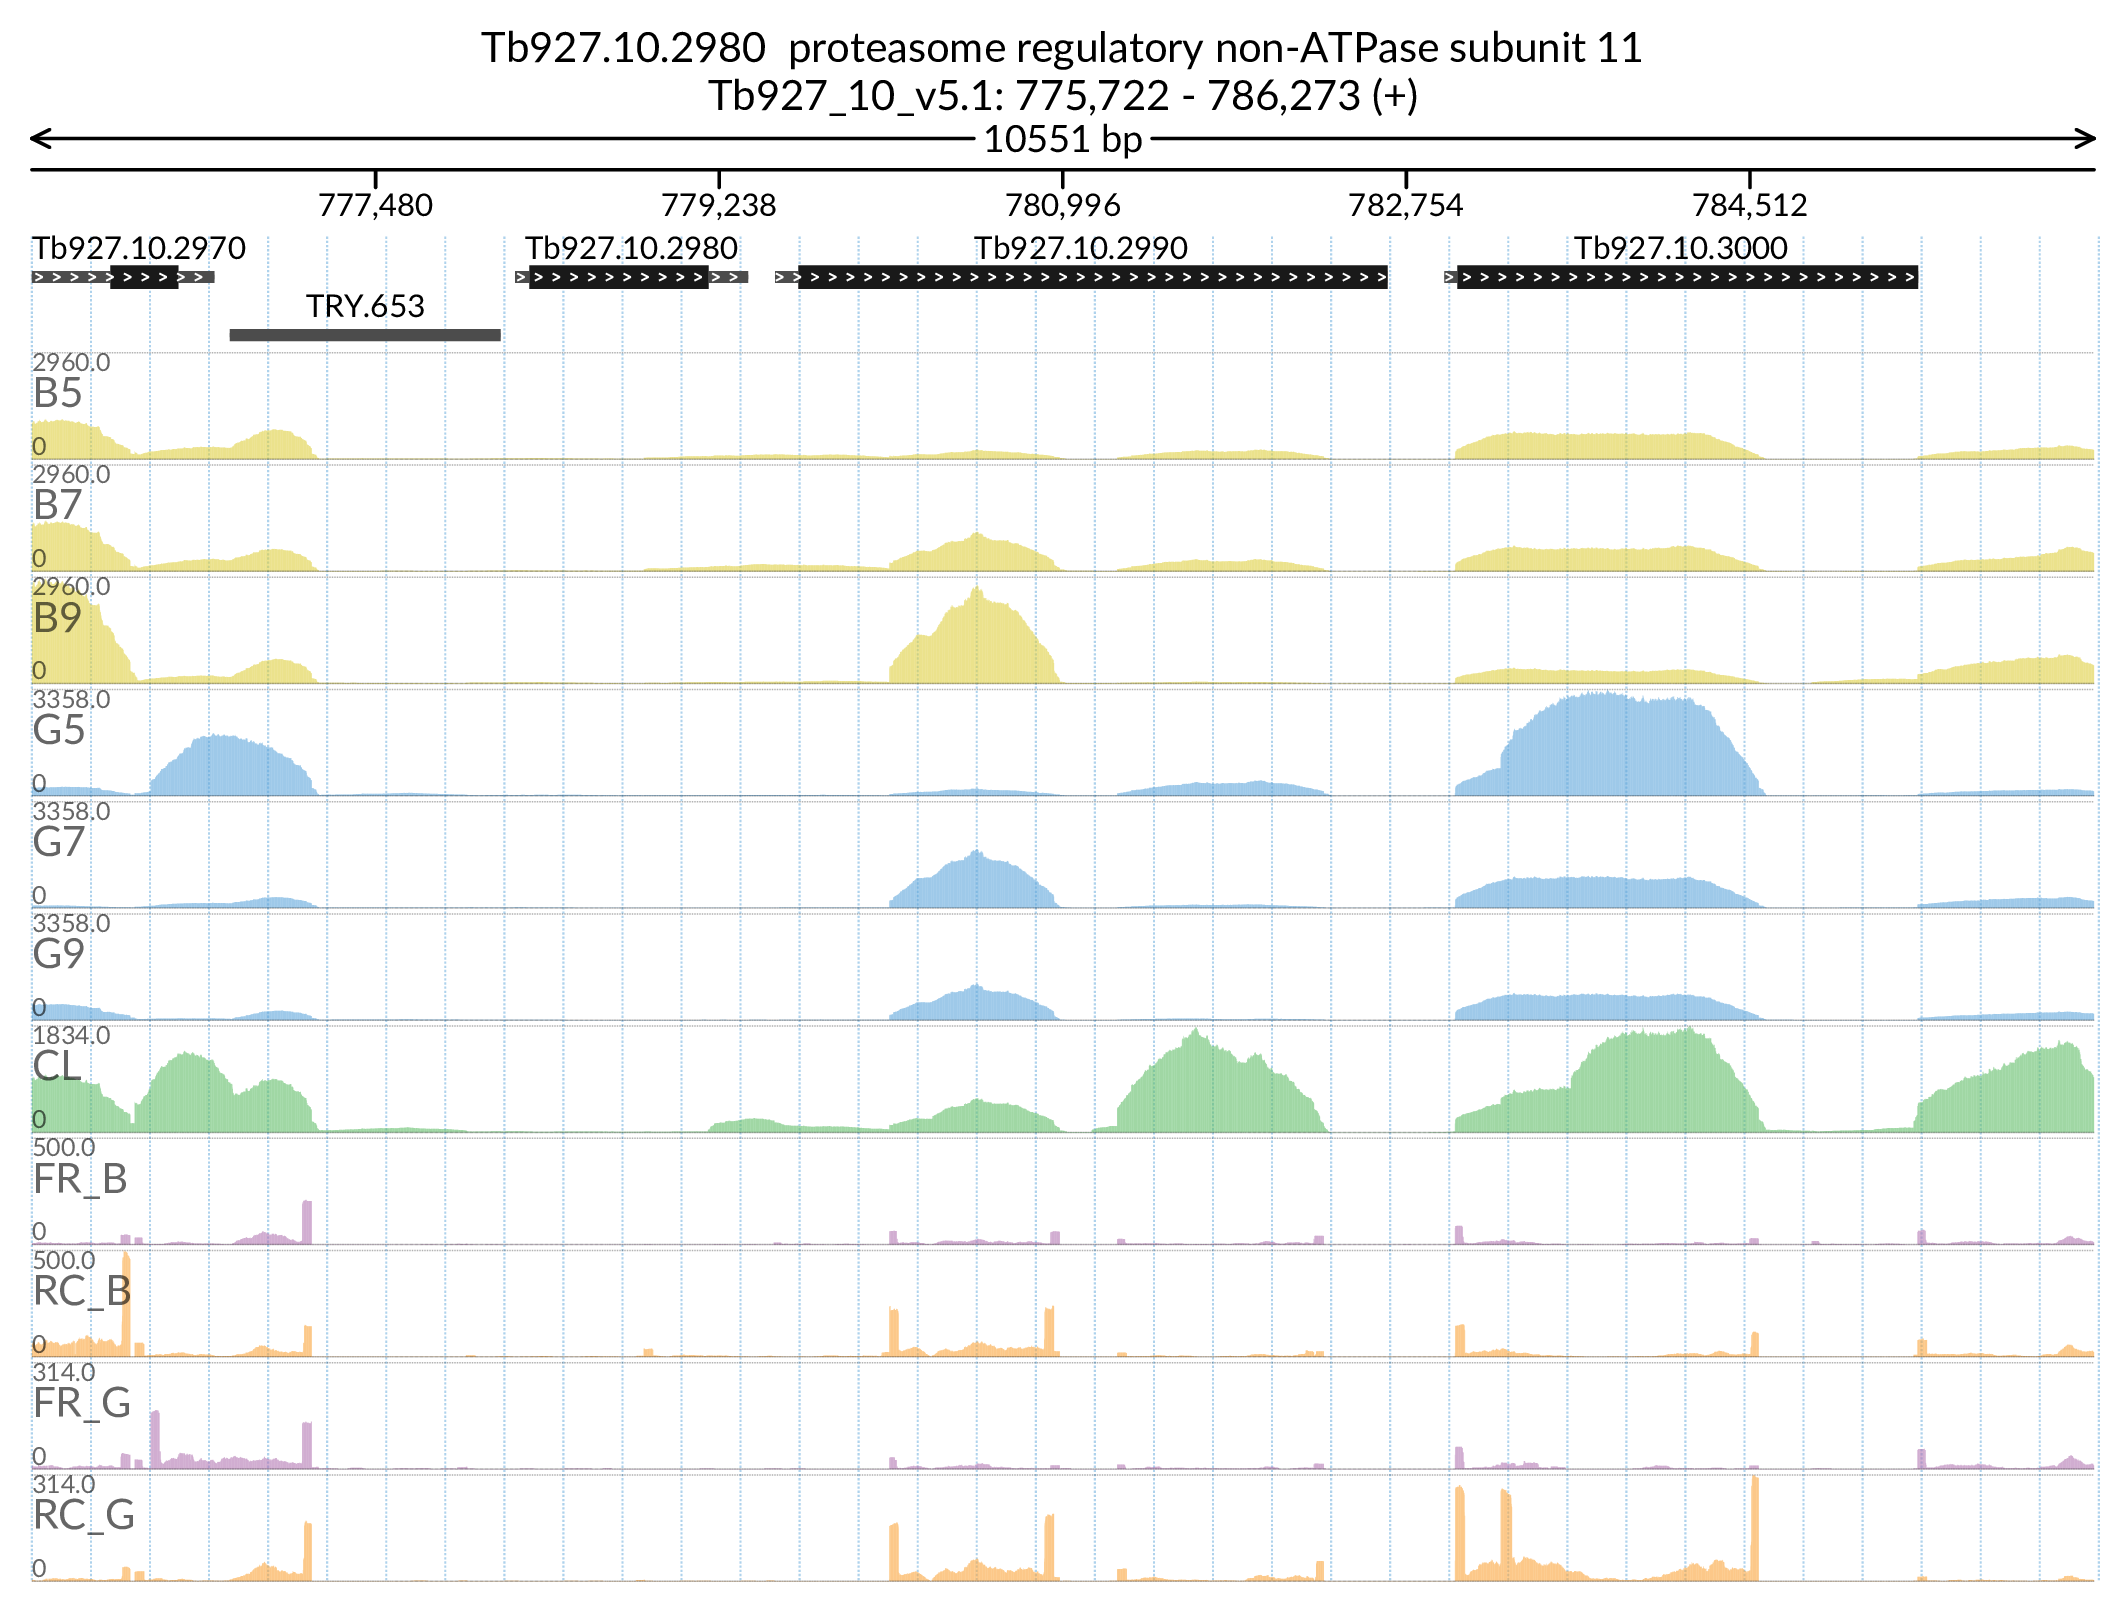 Tb927.10.2980 proteasome regulatory non-ATPase subunit 11
Tb927_10_v5.1: 775,722 - 786,273 (+)
10551 bp
777,480 779,238 780,996 782,754 784,512
Tb927.10.2970 Tb927.10.2980 Tb927.10.2990 Tb927.10.3000
TRY.653
2960.0
B5
0
2960.0
B7
0
2960.0
B9
0
3358.0
G5
0
3358.0
G7
0
3358.0
G9
0
1834.0
CL
0
500.0
FR_B
0
500.0
RC_B
0
314.0
FR_G
0
314.0
RC_G
0